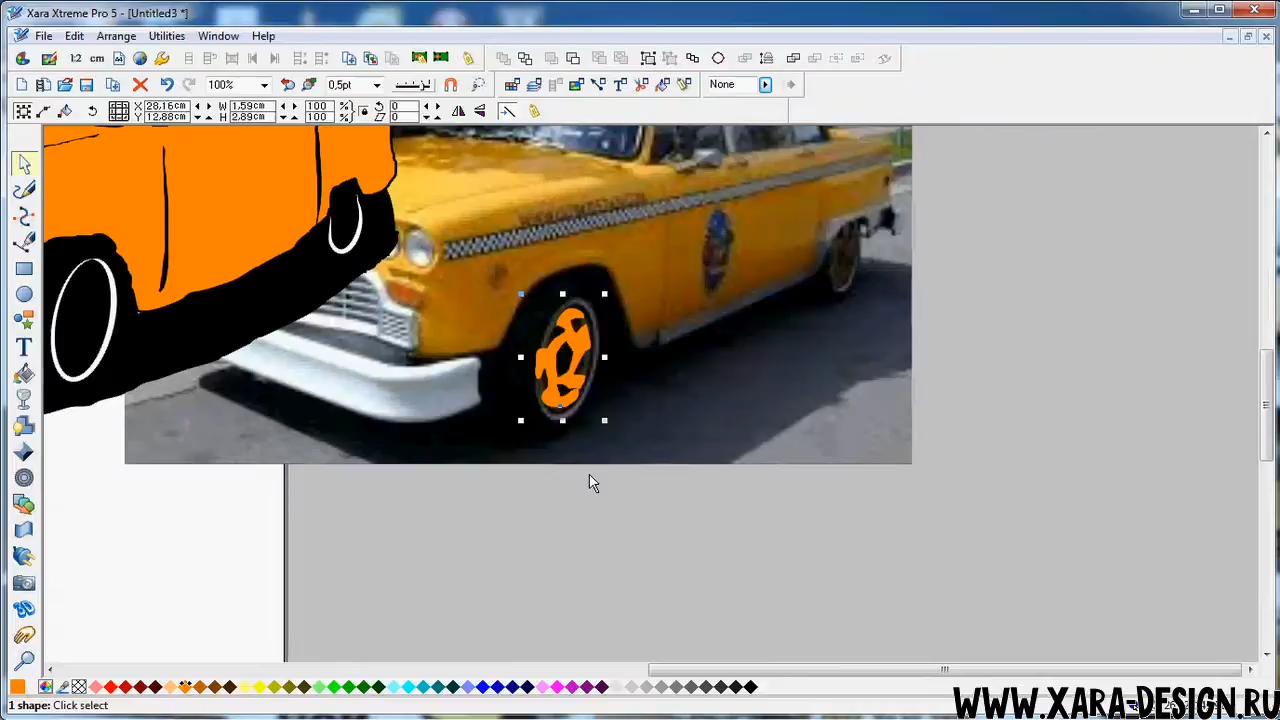 Xara Xtreme Pro 5 - [Untitled3 *]
File Edit Arrange Utilities Window Help
1:2 cm
100% 0,5pt None
X 28.16cm W 1.59cm 100 % 0
Y 12.88cm H 2.89cm 100 % 0
1 shape: Click select
WWW.XARA-DESIGN.RU